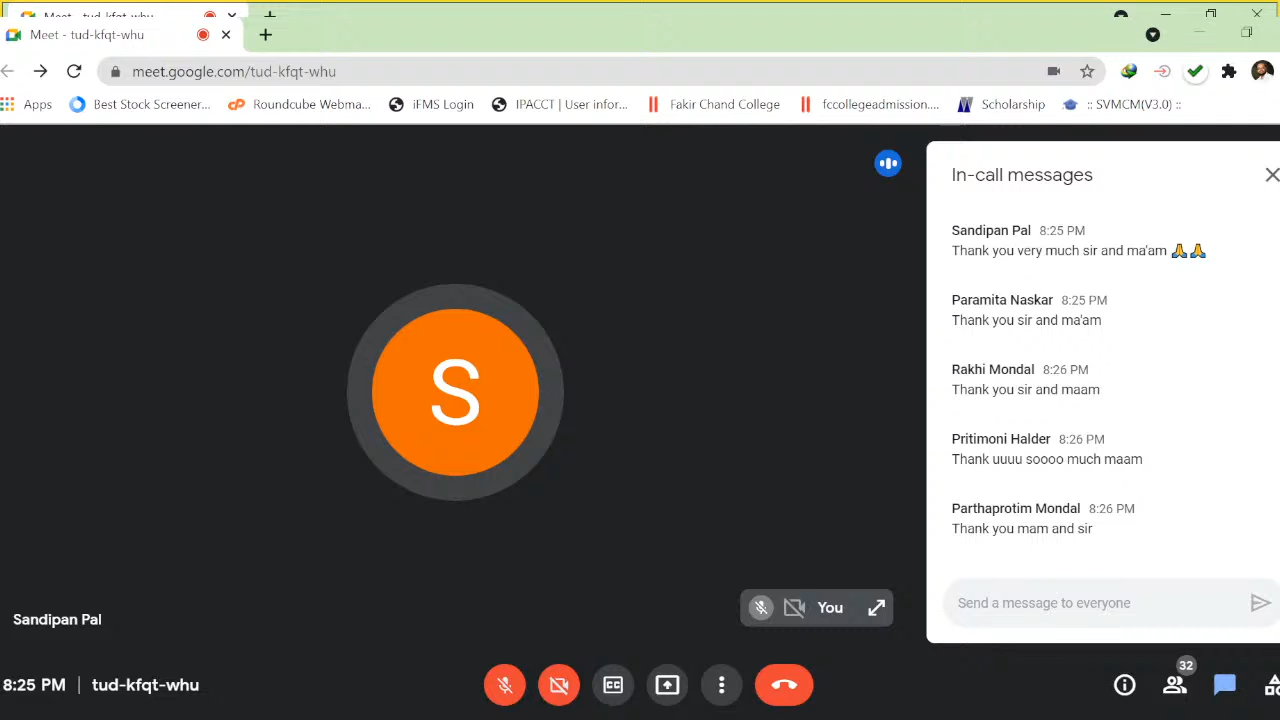 Meet - tud-kfqt-whu
Meet - tud-kfqt-whu
meet.google.com/tud-kfqt-whu
Apps
Best Stock Screener...
Roundcube Webma...
iFMS Login
IPACCT | User infor...
Fakir Chand College
fccollegeadmission....
Scholarship
:: SVMCM(V3.0) ::
In-call messages
Sandipan Pal 8:25 PM
Thank you very much sir and ma'am 🙏🙏
Paramita Naskar 8:25 PM
Thank you sir and ma'am
Rakhi Mondal 8:26 PM
Thank you sir and maam
Pritimoni Halder 8:26 PM
Thank uuuu soooo much maam
Parthaprotim Mondal 8:26 PM
Thank you mam and sir
Send a message to everyone
S
You
Sandipan Pal
8:25 PM | tud-kfqt-whu
CC
32